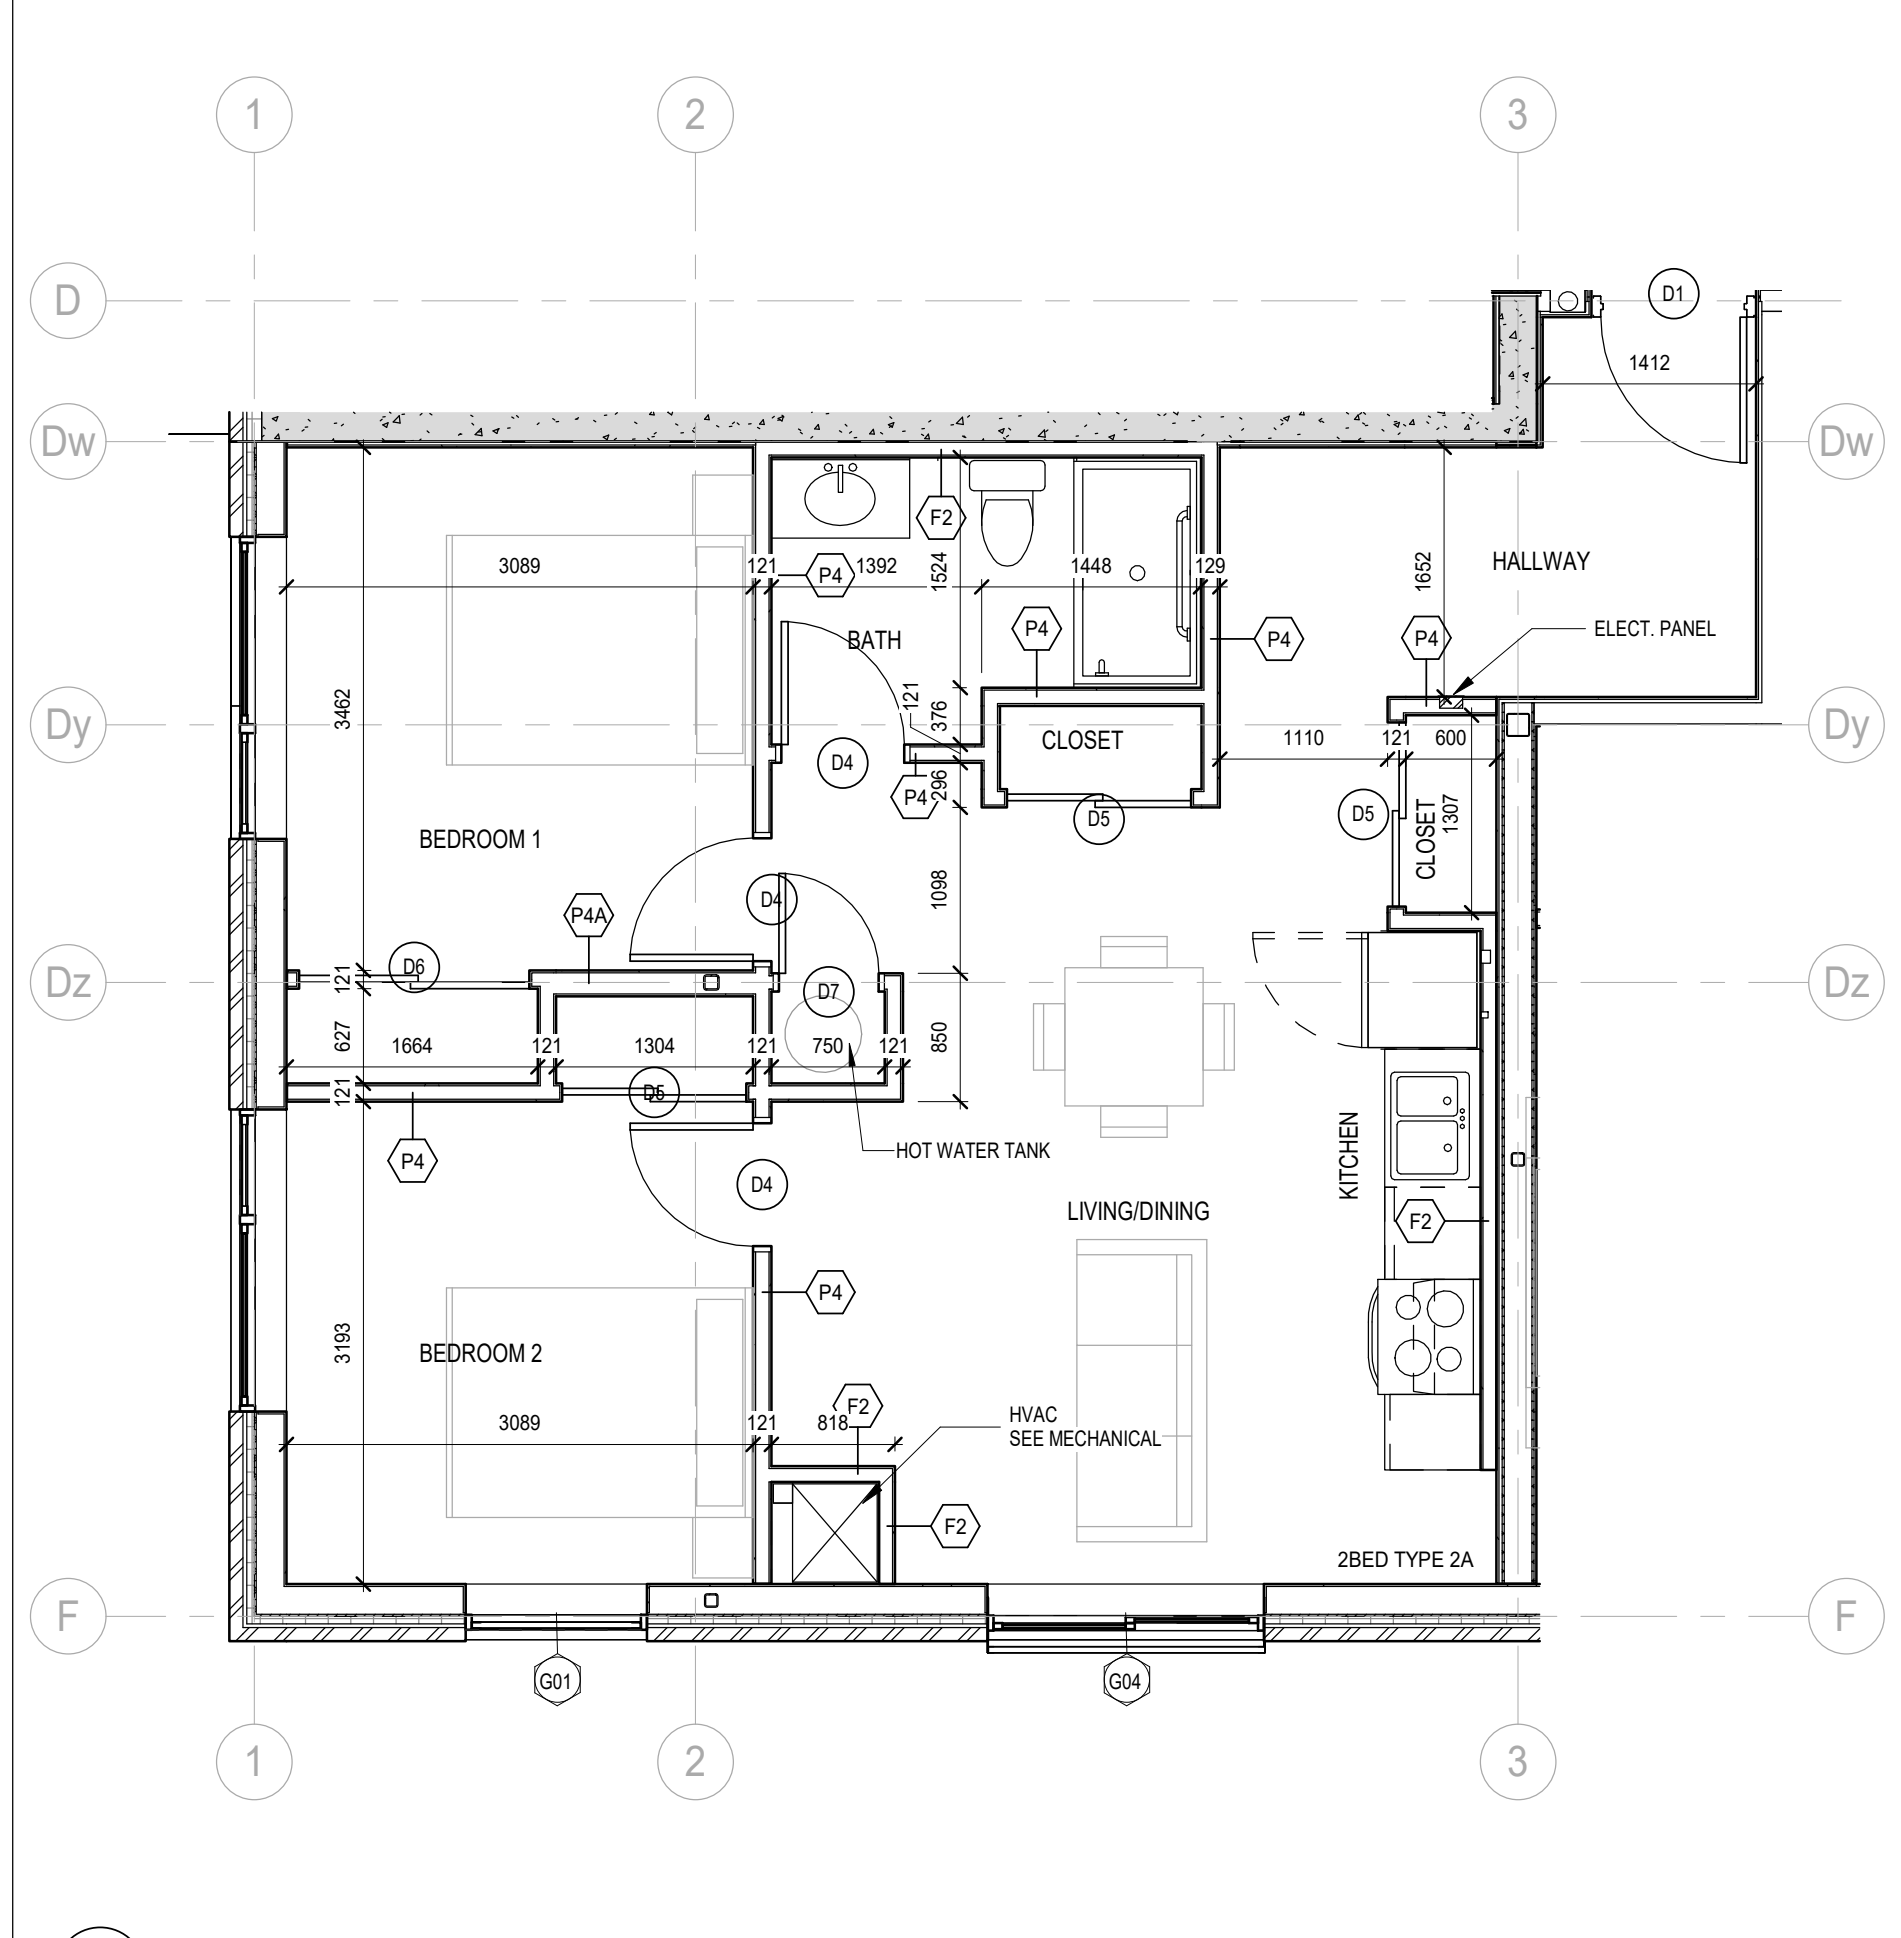 1
2
3
D
D1
1412
Dw
Dw
F2
3089
121
P4
1392
1524
1448
129
1652
HALLWAY
BATH
P4
P4
P4
ELECT. PANEL
3462
121
376
Dy
CLOSET
1110
121
600
Dy
D4
P4
296
D5
D5
CLOSET
1307
BEDROOM 1
D4
1098
P4A
D6
121
Dz
D7
Dz
627
1664
121
1304
121
750
121
850
121
D5
P4
HOT WATER TANK
KITCHEN
D4
LIVING/DINING
F2
P4
3193
BEDROOM 2
3089
121
818
F2
HVAC
SEE MECHANICAL
F2
2BED TYPE 2A
F
F
G01
G04
1
2
3